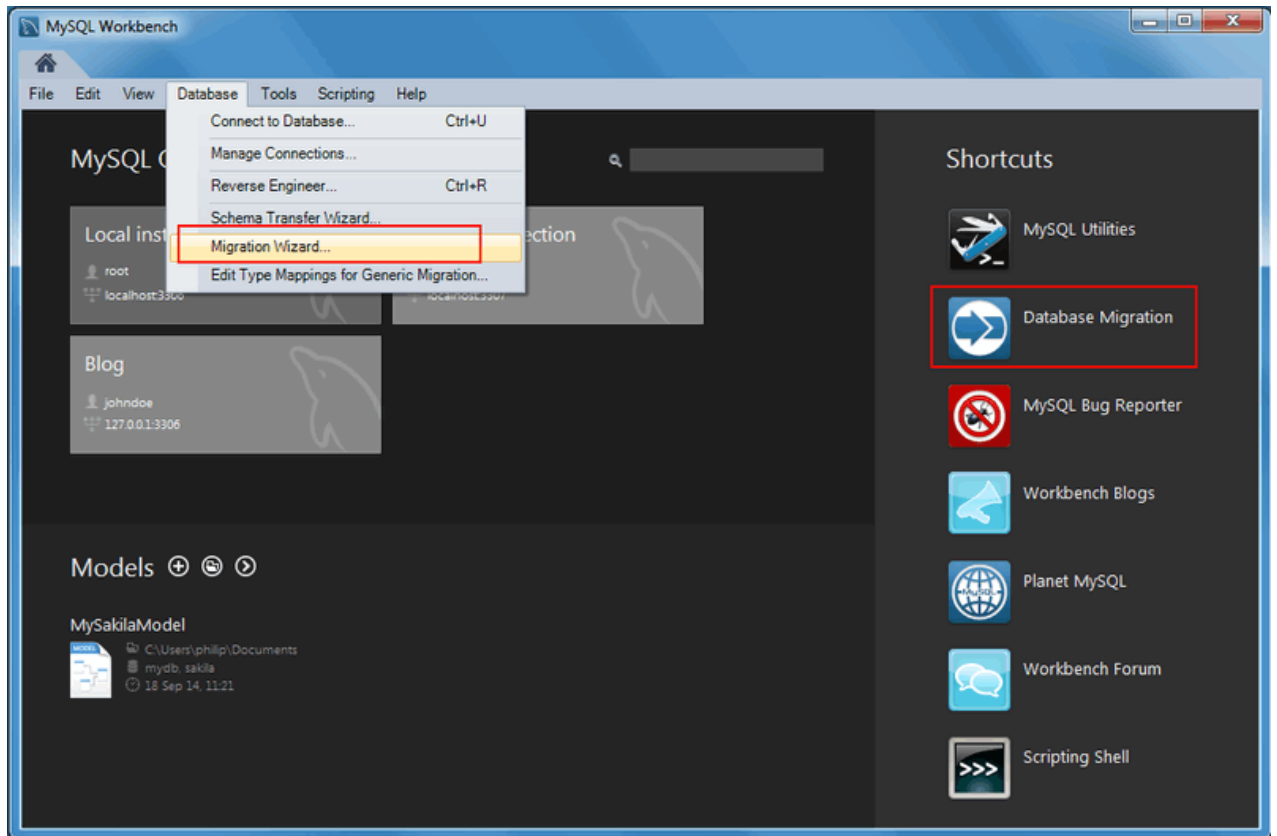 MySQL Workbench
File Edit View Database Tools Scripting Help
Connect to Database... Ctrl+U
Manage Connections...
Reverse Engineer... Ctrl+R
Schema Transfer Wizard...
Migration Wizard...
Edit Type Mappings for Generic Migration...
MySQL
Local inst
root
localhost:3306
ection
localhost:3307
Blog
johndoe
127.0.0.1:3306
Models
MySakilaModel
MODEL
C:\Users\philip\Documents
mydb, sakila
18 Sep 14, 11:21
Shortcuts
MySQL Utilities
Database Migration
MySQL Bug Reporter
Workbench Blogs
Planet MySQL
Workbench Forum
Scripting Shell